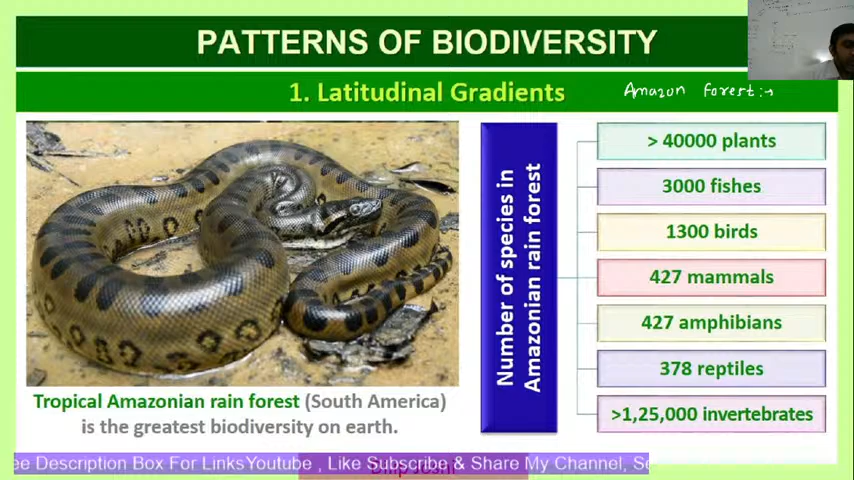 PATTERNS OF BIODIVERSITY
1. Latitudinal Gradients
Amazon Forest:→
Number of species in
Amazonian rain forest
> 40000 plants
3000 fishes
1300 birds
427 mammals
427 amphibians
378 reptiles
>1,25,000 invertebrates
Tropical Amazonian rain forest (South America)
is the greatest biodiversity on earth.
ee Description Box For LinksYoutube , Like Subscribe & Share My Channel, Se